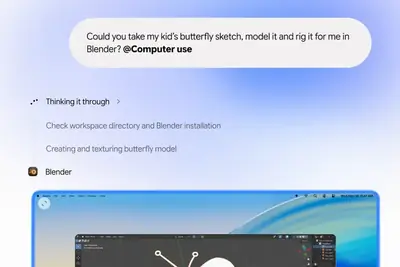 Could you take my kid's butterfly sketch, model it and rig it for me in
Blender? @Computer use
Thinking it through
Check workspace directory and Blender installation
Creating and texturing butterfly model
Blender